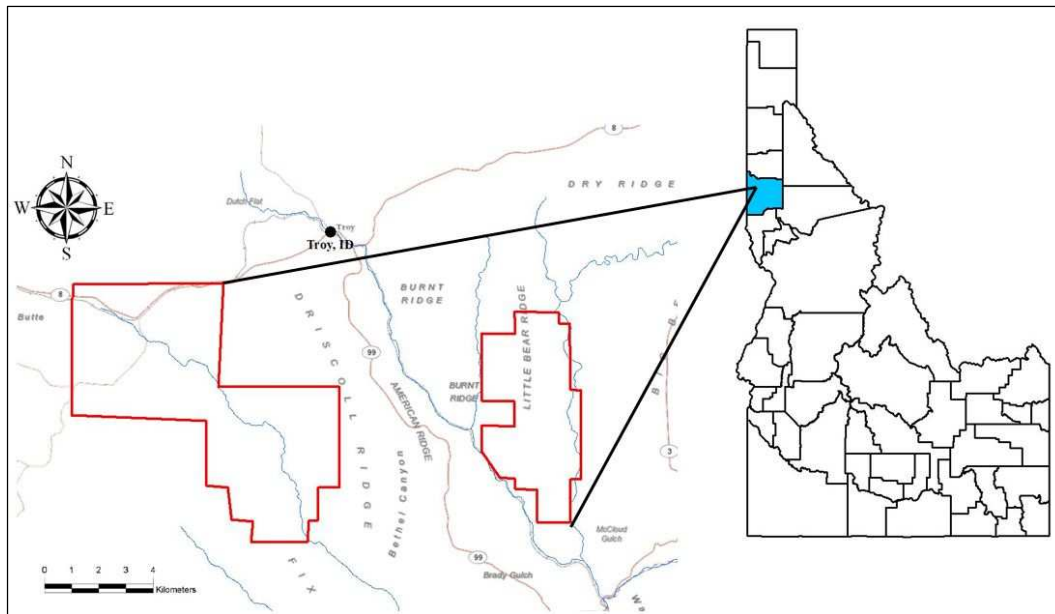 8
DRY RIDGE
N
W
E
S
Dutch Flat
Troy
Troy, ID
8
Butte
BURNT
RIDGE
DRISCOLL RIDGE
LITTLE BEAR RIDGE
99
AMERICAN RIDGE
BURNT
RIDGE
3
Bethel Canyon
McCloud
Gulch
99
Brady Gulch
FIX
0 1 2 3 4
Kilometers